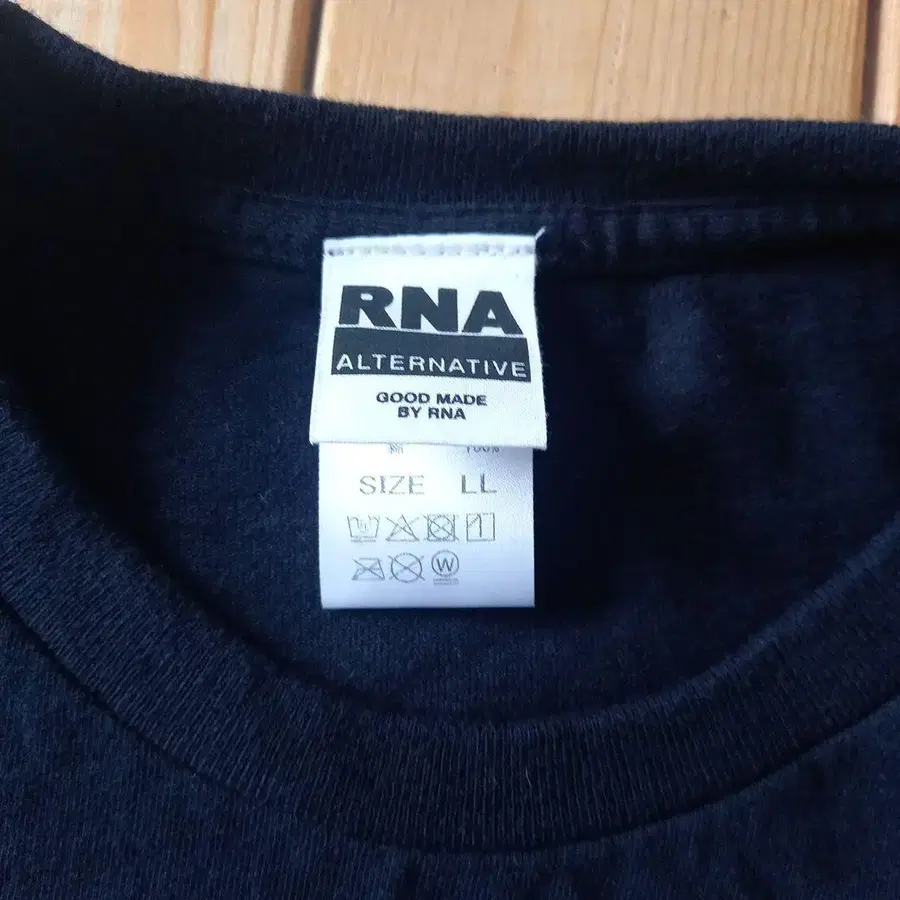 RNA
ALTERNATIVE
GOOD MADE
BY RNA
SIZE LL
W